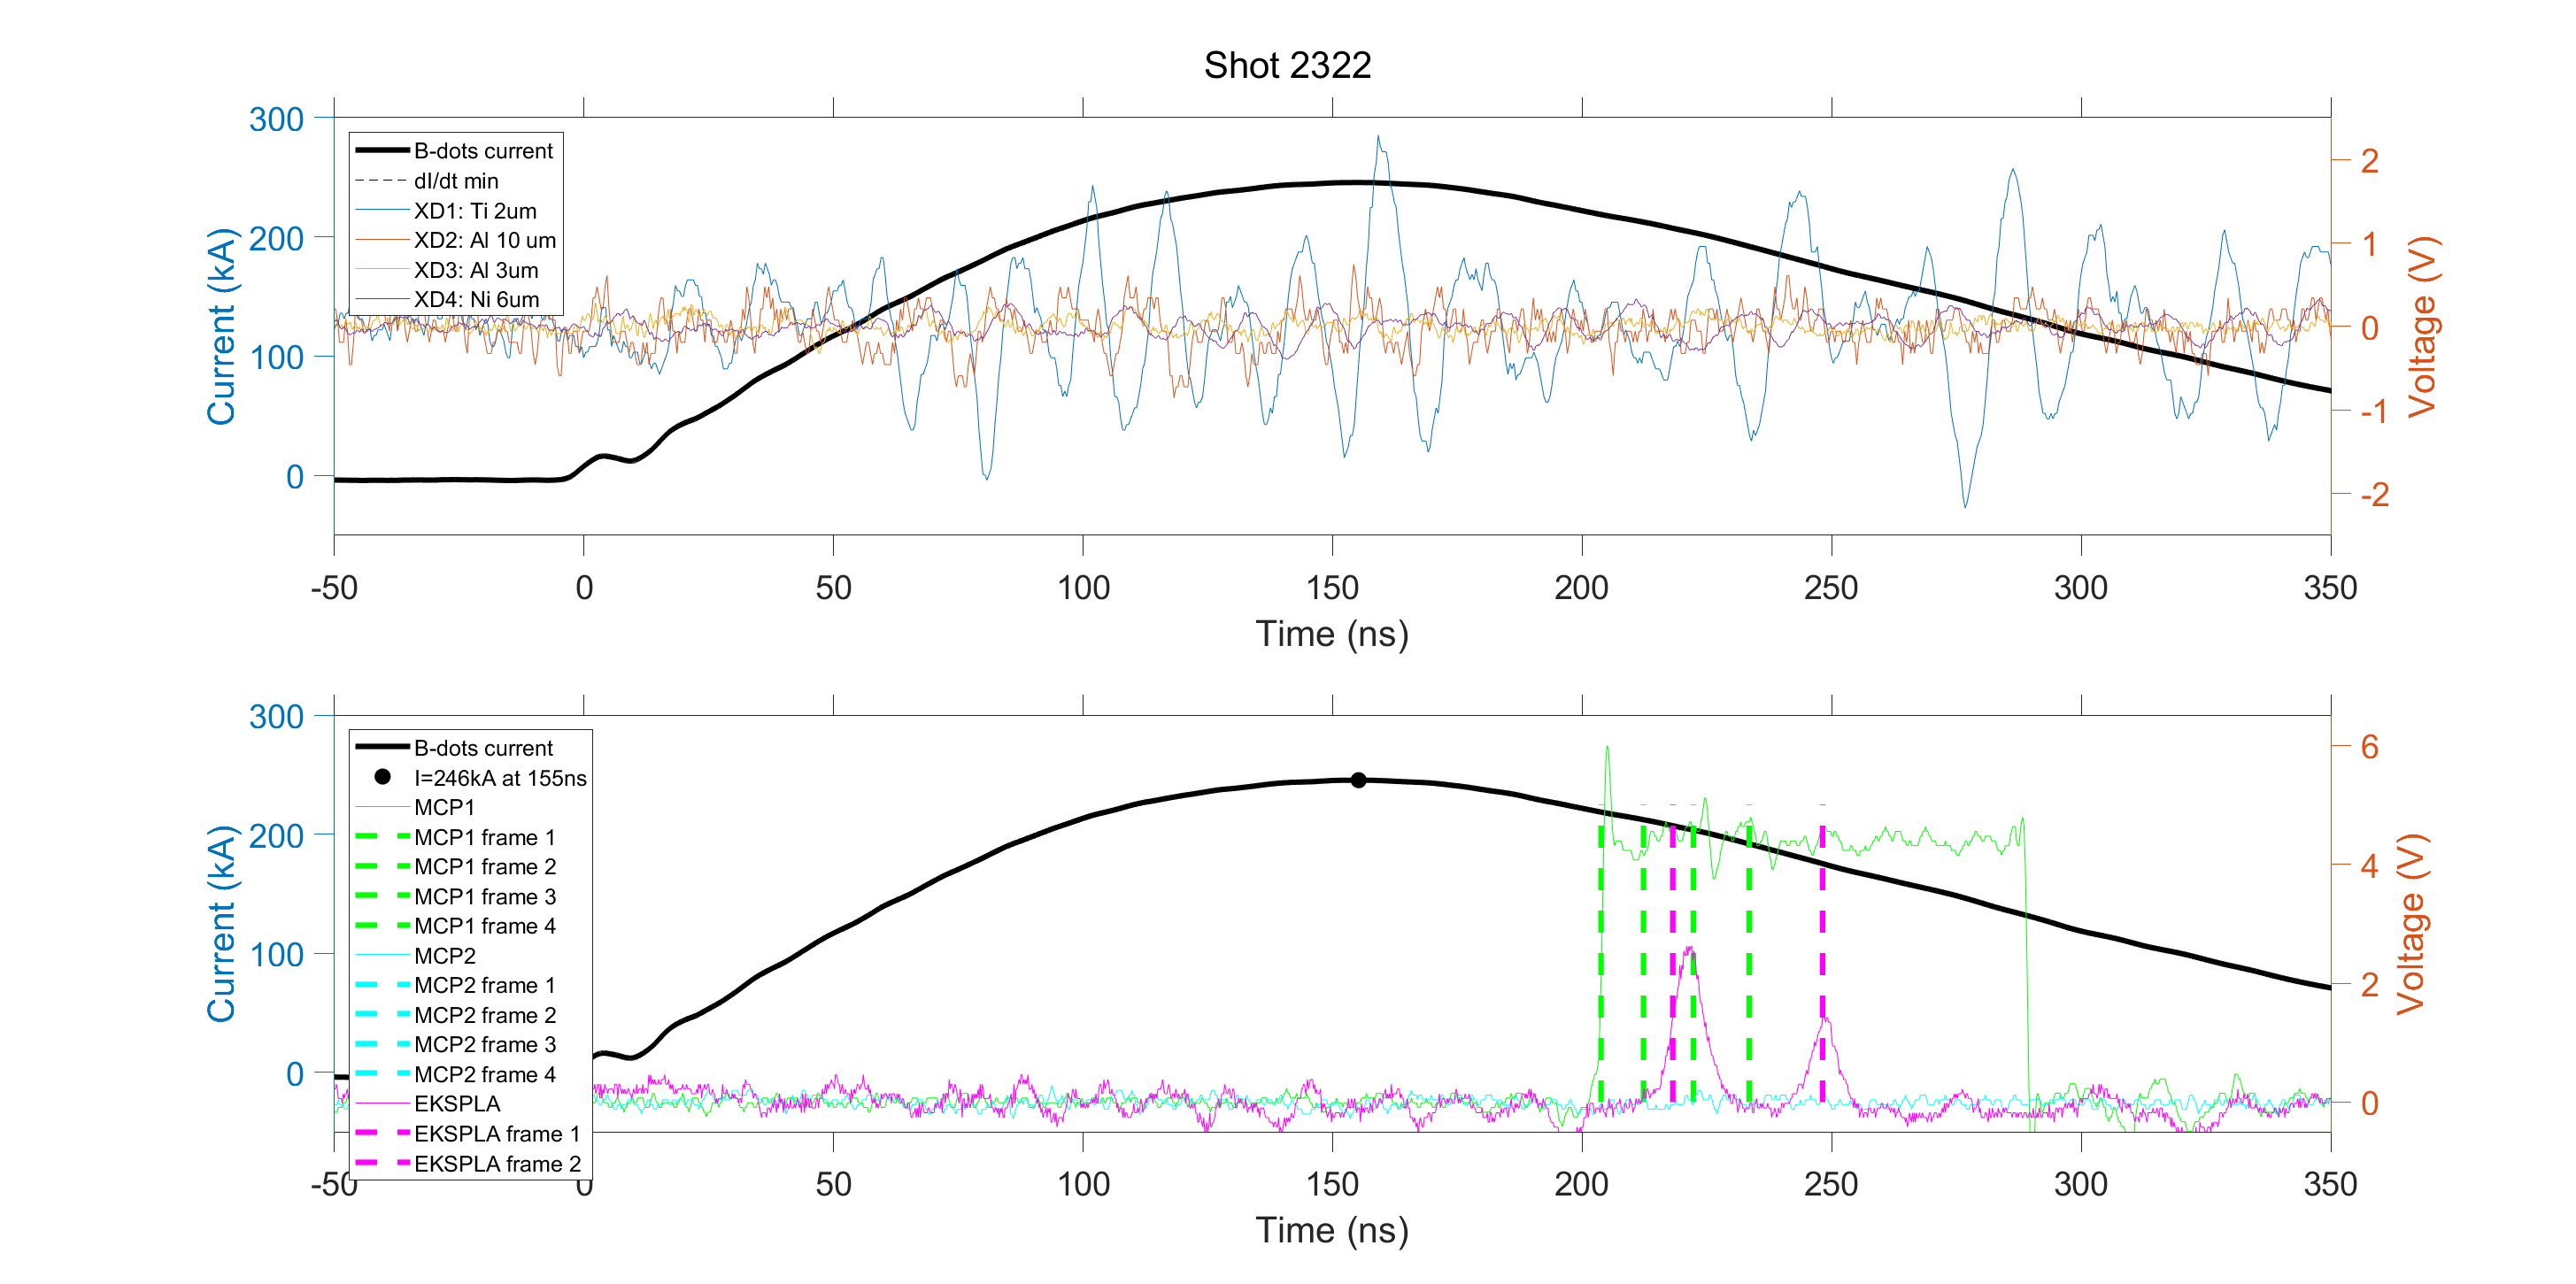 Shot 2322
300
200
100
0
Current (kA)
B-dots current
dI/dt min
XD1: Ti 2um
XD2: Al 10 um
XD3: Al 3um
XD4: Ni 6um
2
1
0
-1
-2
Voltage (V)
-50 0 50 100 150 200 250 300 350
Time (ns)
300
200
100
0
Current (kA)
B-dots current
I=246kA at 155ns
MCP1
MCP1 frame 1
MCP1 frame 2
MCP1 frame 3
MCP1 frame 4
MCP2
MCP2 frame 1
MCP2 frame 2
MCP2 frame 3
MCP2 frame 4
EKSPLA
EKSPLA frame 1
EKSPLA frame 2
6
4
2
0
Voltage (V)
-50 0 50 100 150 200 250 300 350
Time (ns)